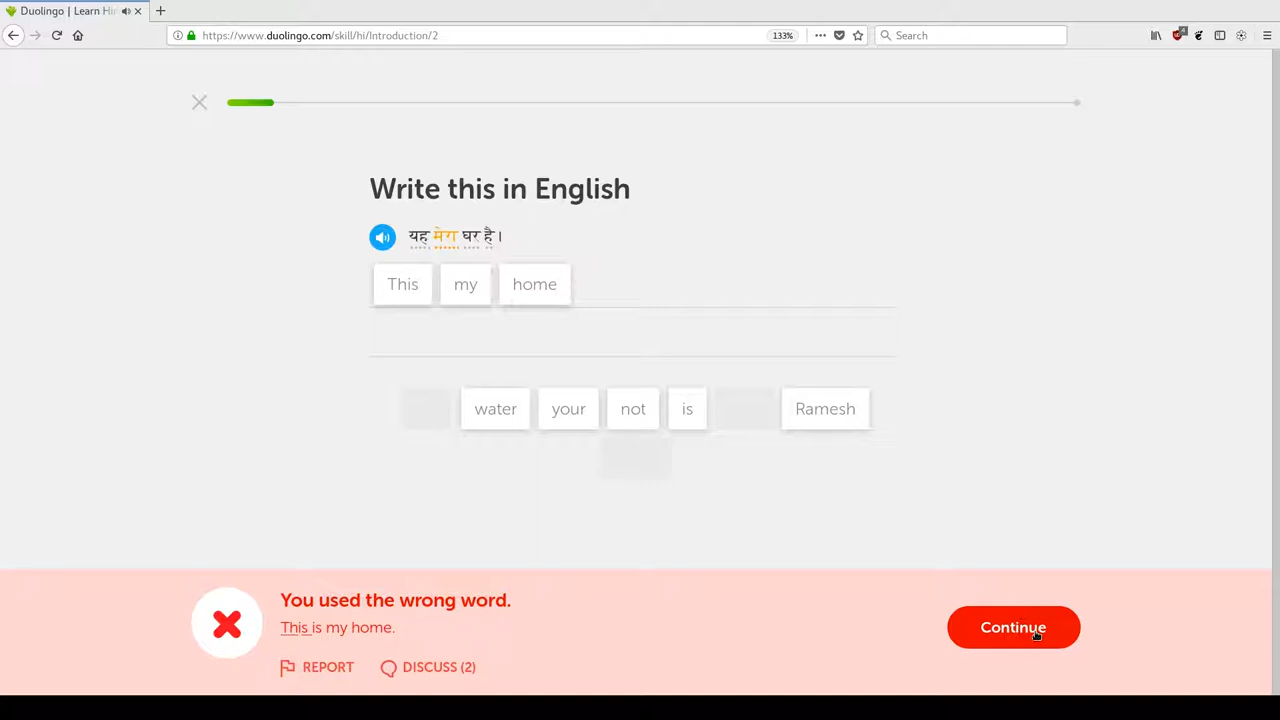 Duolingo | Learn Hi
https://www.duolingo.com/skill/hi/Introduction/2
133%
Search
Write this in English
यह मेरा घर है।
This my home
water your not is Ramesh
You used the wrong word.
This is my home.
Continue
REPORT DISCUSS (2)